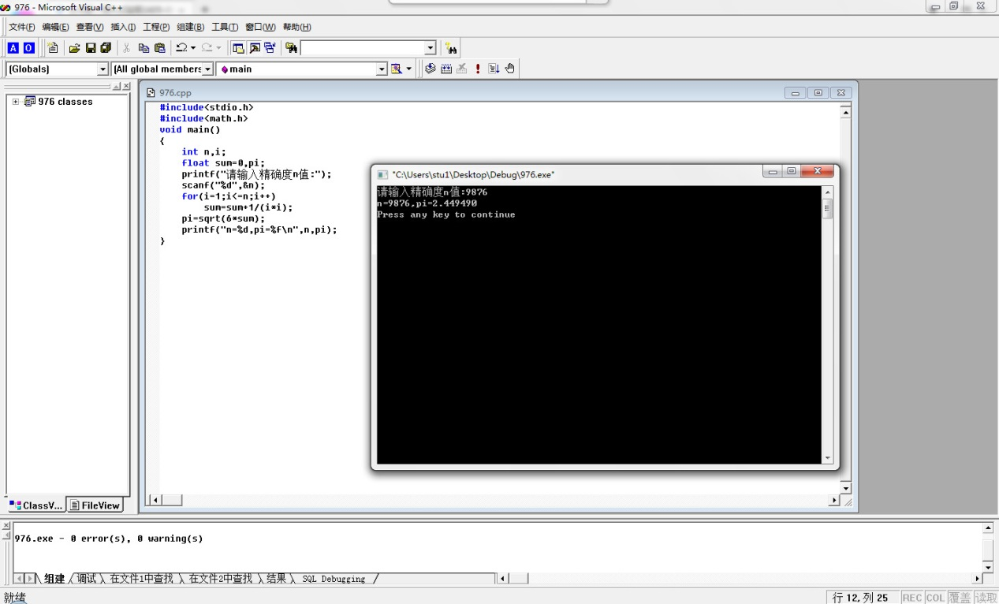 976 - Microsoft Visual C++
文件(F) 编辑(E) 查看(V) 插入(I) 工程(P) 组建(B) 工具(T) 窗口(W) 帮助(H)
A O
(Globals) (All global members main
976 classes
976.cpp
#include<stdio.h>
#include<math.h>
void main()
{
int n,i;
float sum=0,pi;
printf("请输入精确度n值:");
scanf("%d",&n);
for(i=1;i<=n;i++)
sum=sum+1/(i*i);
pi=sqrt(6*sum);
printf("n=%d,pi=%f\n",n,pi);
}
"C:\Users\stu1\Desktop\Debug\976.exe"
请输入精确度n值:9876
n=9876,pi=2.449490
Press any key to continue
ClassV... FileView
976.exe - 0 error(s), 0 warning(s)
组建 调试 在文件1中查找 在文件2中查找 结果 SQL Debugging
就绪 行 12, 列 25 REC COL 覆盖 读取